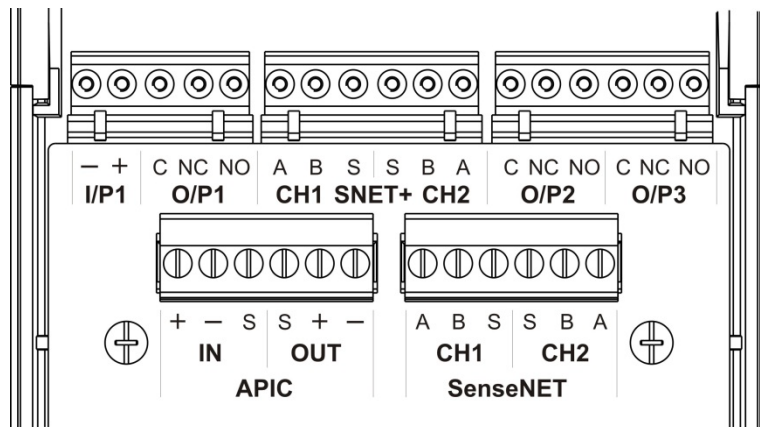 − + C NC NO A B S S B A C NC NO C NC NO
I/P1 O/P1 CH1 SNET+ CH2 O/P2 O/P3
+ − S S + − A B S S B A
IN OUT CH1 CH2
APIC SenseNET